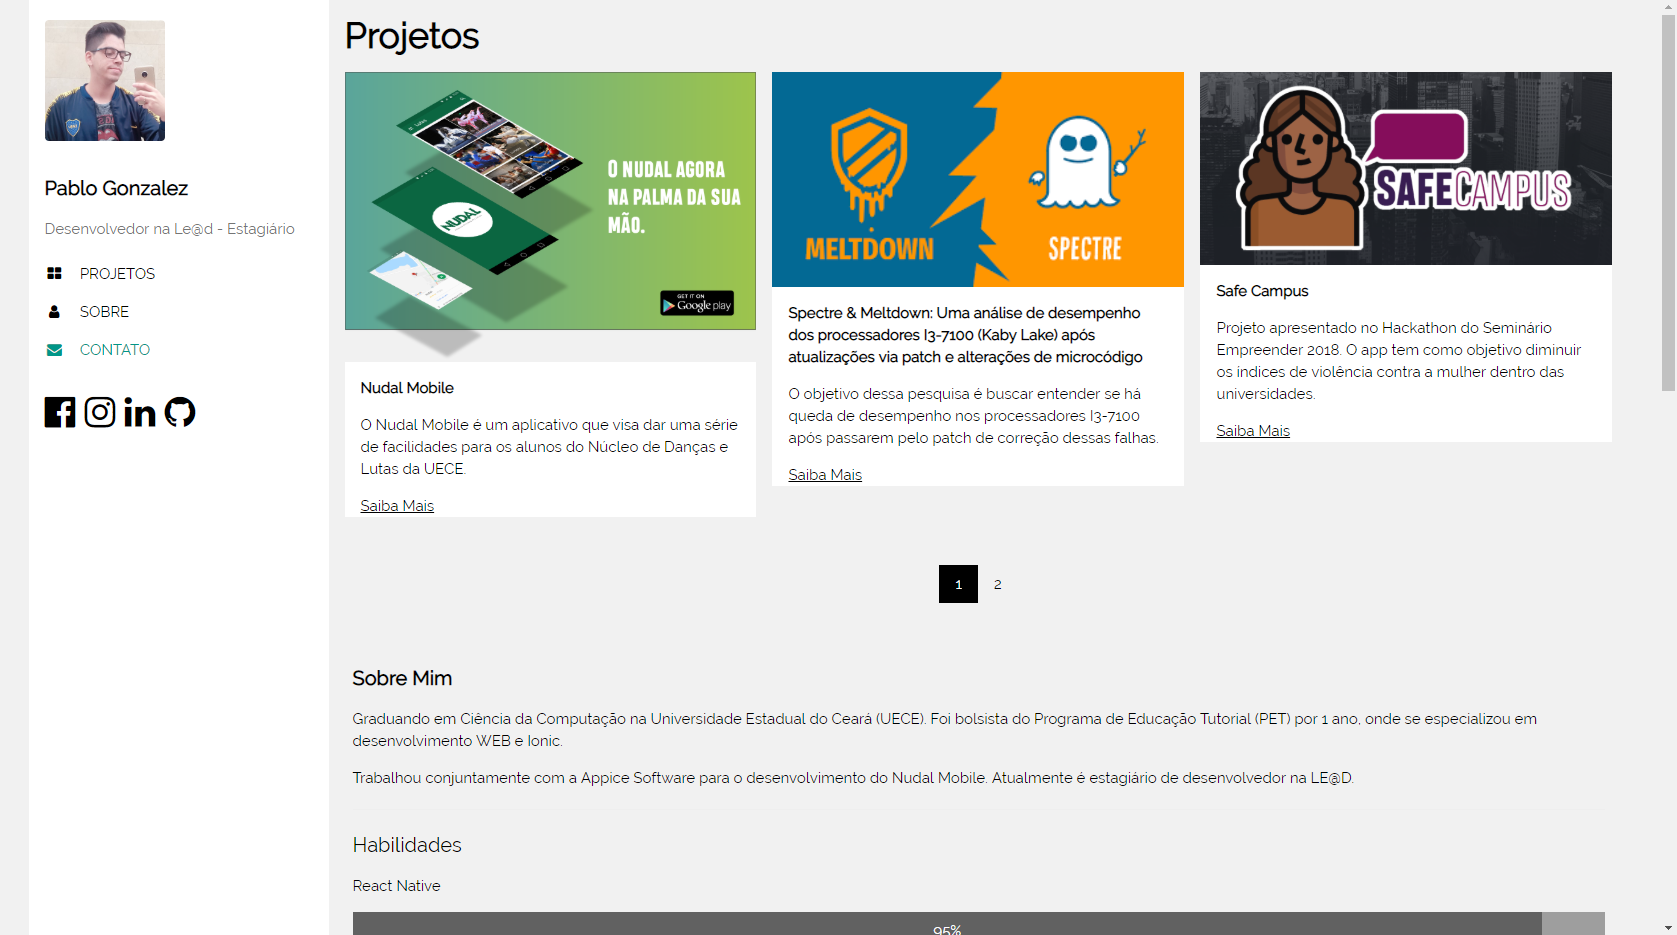 Pablo Gonzalez
Desenvolvedor na Le@d - Estagiário
PROJETOS
SOBRE
CONTATO
Projetos
O NUDAL AGORA
NA PALMA DA SUA
MÃO.
NUDAL
GET IT ON
Google play
Nudal Mobile
O Nudal Mobile é um aplicativo que visa dar uma série
de facilidades para os alunos do Núcleo de Danças e
Lutas da UECE.
Saiba Mais
MELTDOWN
SPECTRE
Spectre & Meltdown: Uma análise de desempenho
dos processadores I3-7100 (Kaby Lake) após
atualizações via patch e alterações de microcódigo
O objetivo dessa pesquisa é buscar entender se há
queda de desempenho nos processadores I3-7100
após passarem pelo patch de correção dessas falhas.
Saiba Mais
SAFECAMPUS
Safe Campus
Projeto apresentado no Hackathon do Seminário
Empreender 2018. O app tem como objetivo diminuir
os indices de violência contra a mulher dentro das
universidades.
Saiba Mais
1 2
Sobre Mim
Graduando em Ciência da Computação na Universidade Estadual do Ceará (UECE). Foi bolsista do Programa de Educação Tutorial (PET) por 1 ano, onde se especializou em
desenvolvimento WEB e Ionic.
Trabalhou conjuntamente com a Appice Software para o desenvolvimento do Nudal Mobile. Atualmente é estagiário de desenvolvedor na LE@D.
Habilidades
React Native
95%